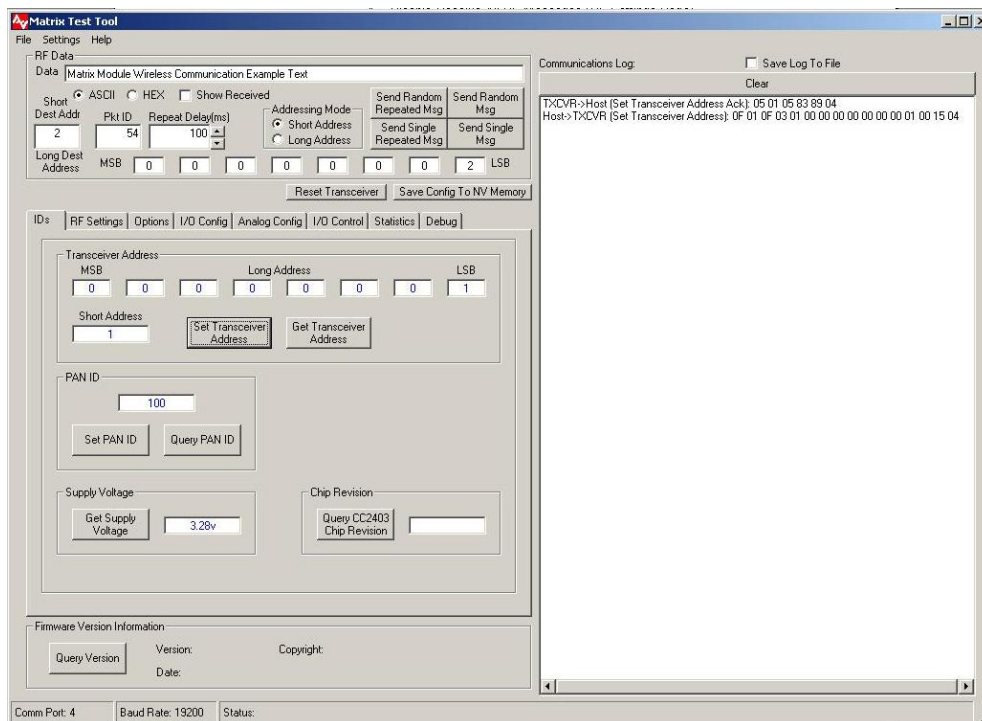 Matrix Test Tool
File Settings Help
RF Data
Data Matrix Module Wireless Communication Example Text
ASCII HEX Show Received
Short Dest Addr
2
Pkt ID
54
Repeat Delay(ms)
100
Addressing Mode
Short Address
Long Address
Send Random Repeated Msg
Send Random Msg
Send Single Repeated Msg
Send Single Msg
Long Dest Address
MSB 0 0 0 0 0 0 0 2 LSB
Reset Transceiver Save Config To NV Memory
IDs RF Settings Options I/O Config Analog Config I/O Control Statistics Debug
Transceiver Address
MSB Long Address LSB
0 0 0 0 0 0 0 1
Short Address
1
Set Transceiver Address
Get Transceiver Address
PAN ID
100
Set PAN ID Query PAN ID
Supply Voltage
Get Supply Voltage
3.28v
Chip Revision
Query CC2403 Chip Revision
Firmware Version Information
Query Version
Version: Copyright:
Date:
Communications Log: Save Log To File
Clear
TXCVR->Host (Set Transceiver Address Ack): 05 01 05 83 89 04
Host->TXCVR (Set Transceiver Address): 0F 01 0F 03 01 00 00 00 00 00 00 00 01 00 15 04
Comm Port: 4 Baud Rate: 19200 Status: